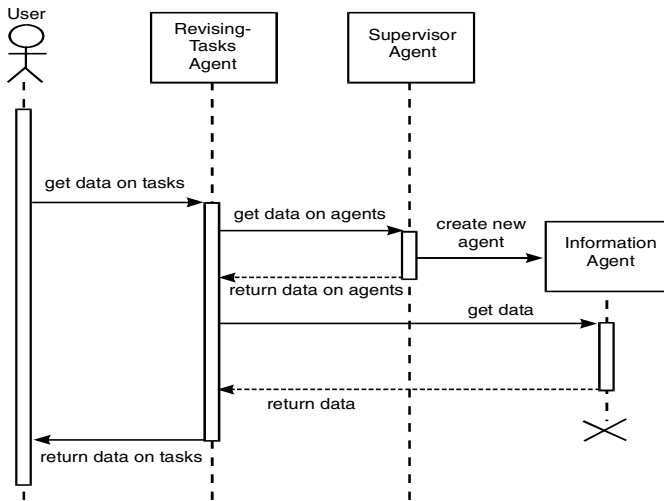 User
Revising-
Tasks
Agent
Supervisor
Agent
get data on tasks
get data on agents
create new
agent
Information
Agent
return data on agents
get data
return data
return data on tasks